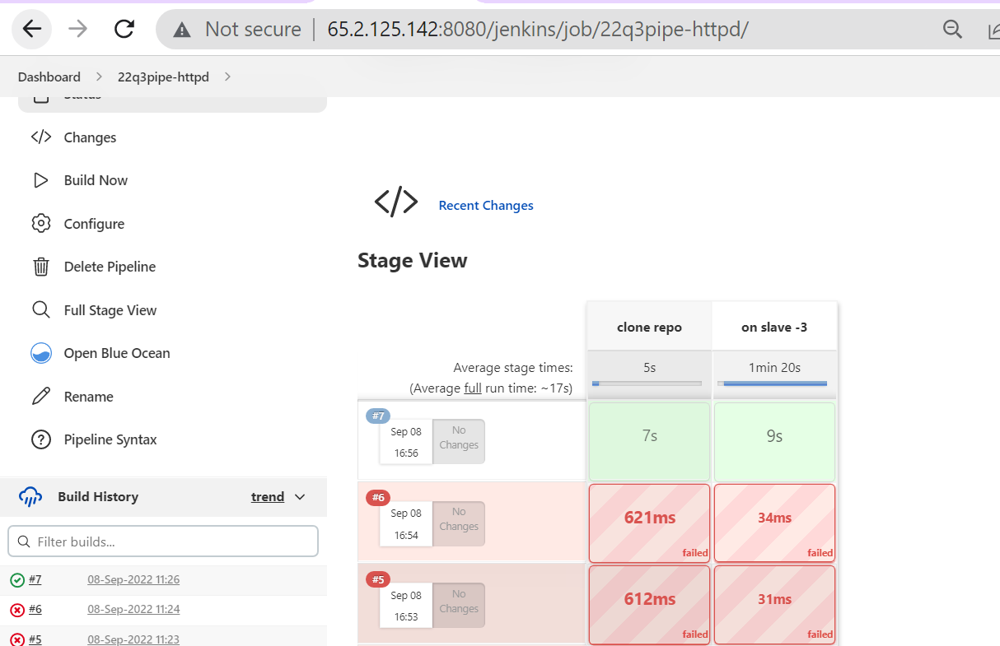 Not secure | 65.2.125.142:8080/jenkins/job/22q3pipe-httpd/
Dashboard > 22q3pipe-httpd >
Status
Changes
Build Now
Configure
Delete Pipeline
Full Stage View
Open Blue Ocean
Rename
Pipeline Syntax
Build History trend
Filter builds...
#7 08-Sep-2022 11:26
#6 08-Sep-2022 11:24
#5 08-Sep-2022 11:23
Recent Changes
Stage View
clone repo on slave -3
Average stage times: 5s 1min 20s
(Average full run time: ~17s)
#7
Sep 08
16:56
No
Changes
7s 9s
#6
Sep 08
16:54
No
Changes
621ms 34ms
failed failed
#5
Sep 08
16:53
No
Changes
612ms 31ms
failed failed